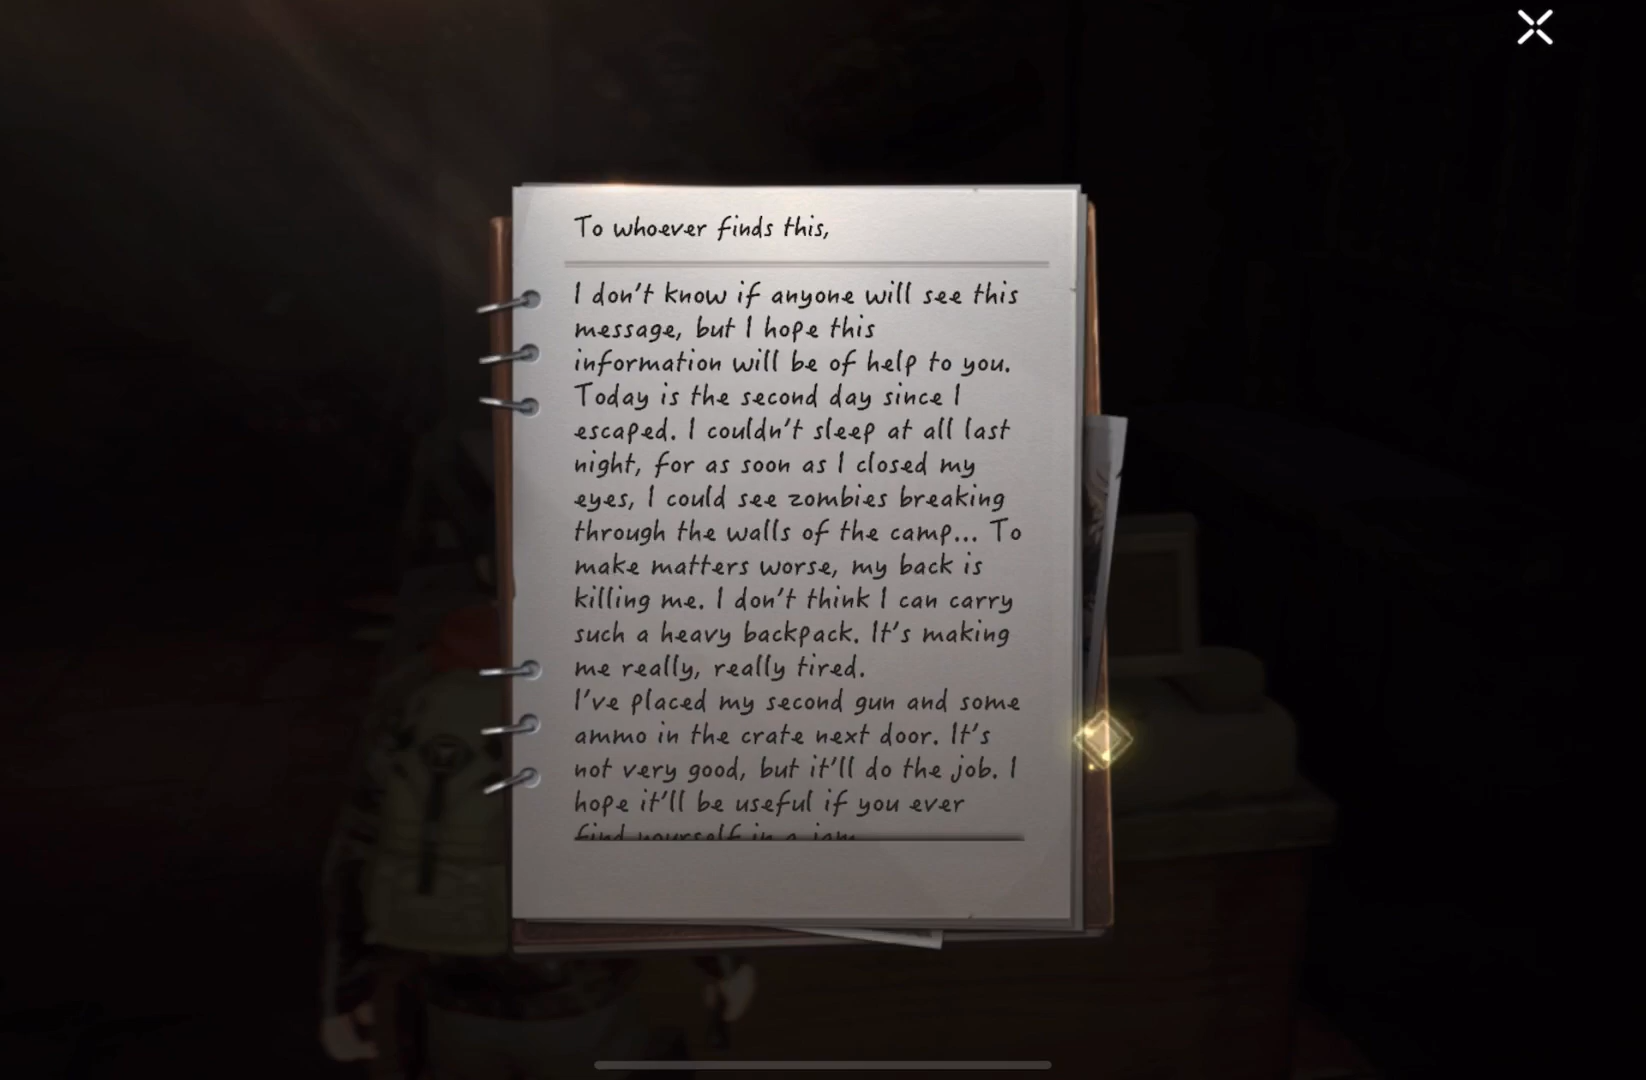 To whoever finds this,
I don't know if anyone will see this
message, but I hope this
information will be of help to you.
Today is the second day since I
escaped. I couldn't sleep at all last
night, for as soon as I closed my
eyes, I could see zombies breaking
through the walls of the camp... To
make matters worse, my back is
killing me. I don't think I can carry
such a heavy backpack. It's making
me really, really tired.
I've placed my second gun and some
ammo in the crate next door. It's
not very good, but it'll do the job. I
hope it'll be useful if you ever
find yourself in a jam